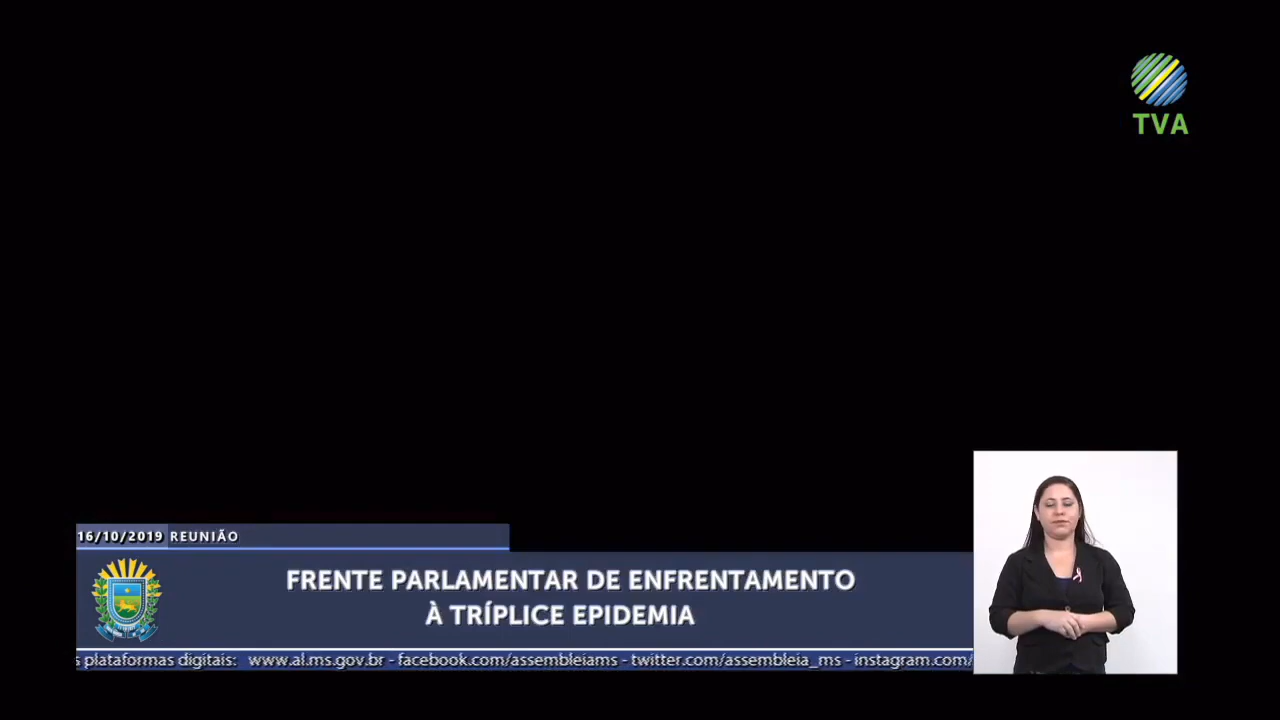 TVA
16/10/2019 REUNIÃO
FRENTE PARLAMENTAR DE ENFRENTAMENTO
À TRÍPLICE EPIDEMIA
s plataformas digitais: www.al.ms.gov.br - facebook.com/assembleiams - twitter.com/assembleia_ms - instagram.com/